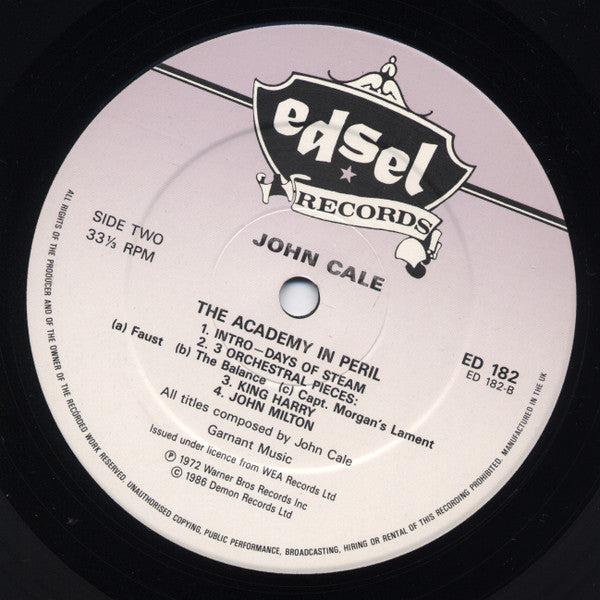 edsel
RECORDS
JOHN CALE
SIDE TWO
33⅓ RPM
THE ACADEMY IN PERIL
1. INTRO—DAYS OF STEAM
2. 3 ORCHESTRAL PIECES:
(a) Faust (b) The Balance (c) Capt. Morgan's Lament
3. KING HARRY
4. JOHN MILTON
ED 182
ED 182-B
All titles composed by John Cale
Garnant Music
Issued under licence from WEA Records Ltd
Ⓟ 1972 Warner Bros Records Inc
© 1986 Demon Records Ltd
ALL RIGHTS OF THE PRODUCER AND OF THE OWNER OF THE RECORDED WORK RESERVED. UNAUTHORISED COPYING, PUBLIC PERFORMANCE, BROADCASTING, HIRING OR RENTAL OF THIS RECORDING PROHIBITED. MANUFACTURED IN THE UK